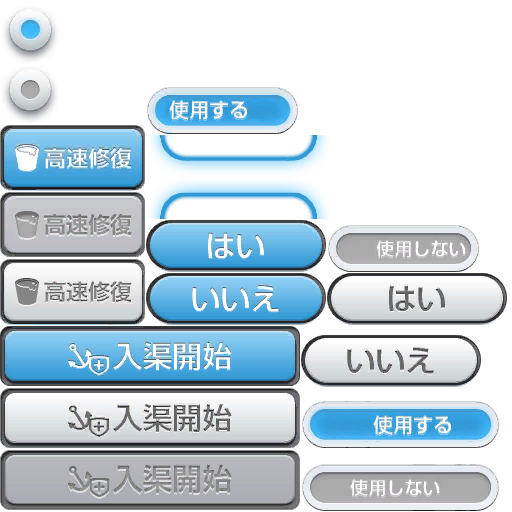 使用する
高速修復
高速修復
はい
使用しない
いいえ
高速修復
はい
入渠開始
いいえ
入渠開始
使用する
入渠開始
使用しない